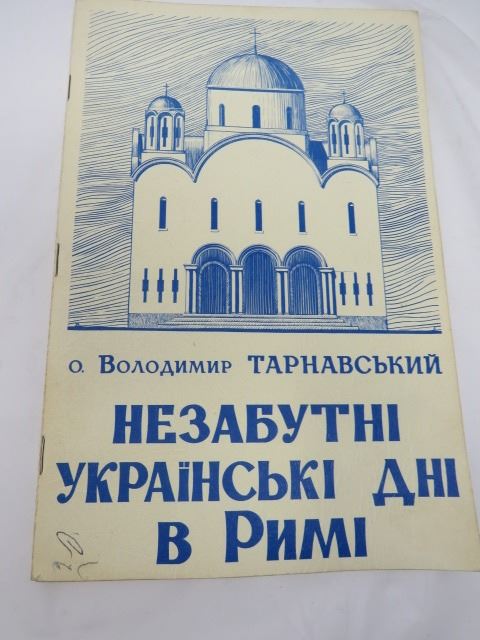 о. Володимир ТАРНАВСЬКИЙ
НЕЗАБУТНІ
УКРАЇНСЬКІ ДНІ
В РИМІ